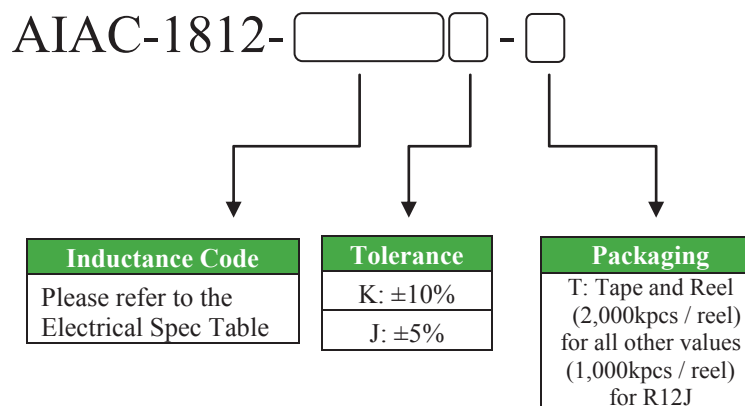 AIAC-1812- -
Inductance Code
Please refer to the
Electrical Spec Table
Tolerance
K: ±10%
J: ±5%
Packaging
T: Tape and Reel
(2,000kpcs / reel)
for all other values
(1,000kpcs / reel)
for R12J